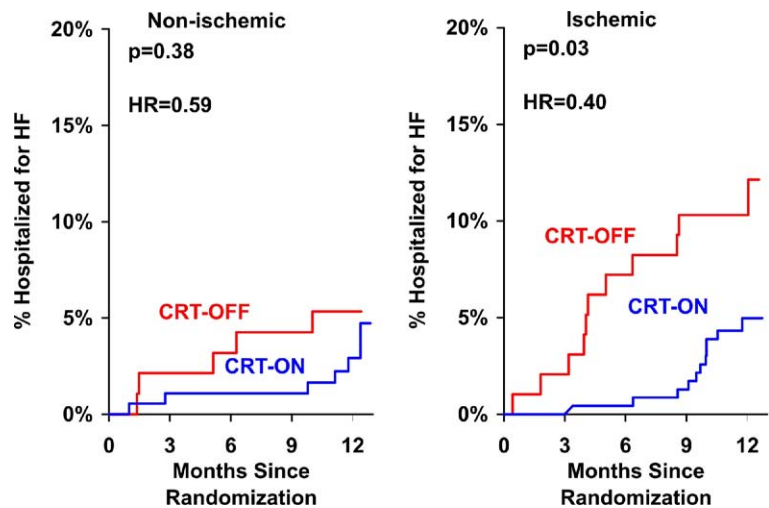 Non-ischemic
p=0.38
HR=0.59
20%
15%
10%
5%
0%
% Hospitalized for HF
CRT-OFF
CRT-ON
0 3 6 9 12
Months Since
Randomization
Ischemic
p=0.03
HR=0.40
20%
15%
10%
5%
0%
% Hospitalized for HF
CRT-OFF
CRT-ON
0 3 6 9 12
Months Since
Randomization